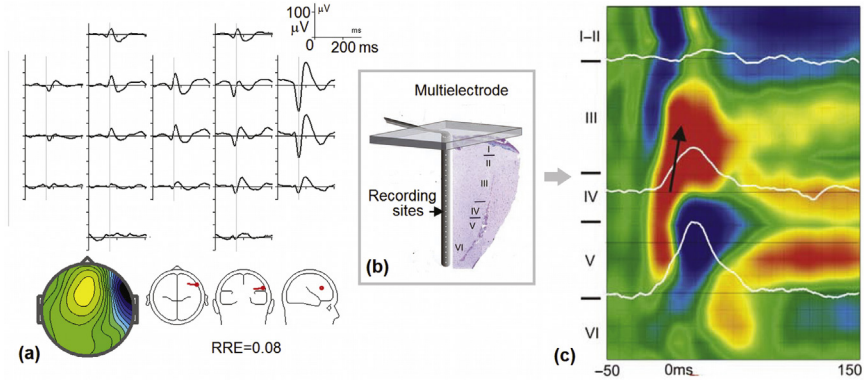 100
μV
μV
ms
0
200 ms
(a)
RRE=0.08
Multielectrode
I
II
III
IV
V
VI
Recording
sites
(b)
I-II
III
IV
V
VI
(c)
-50
0ms
150